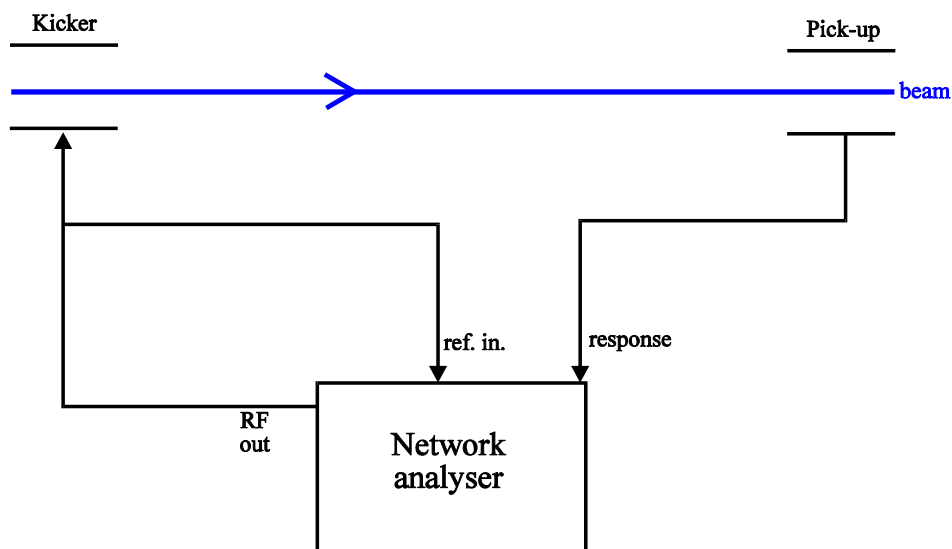 Kicker
Pick-up
beam
ref. in.
response
RF
out
Network
analyser